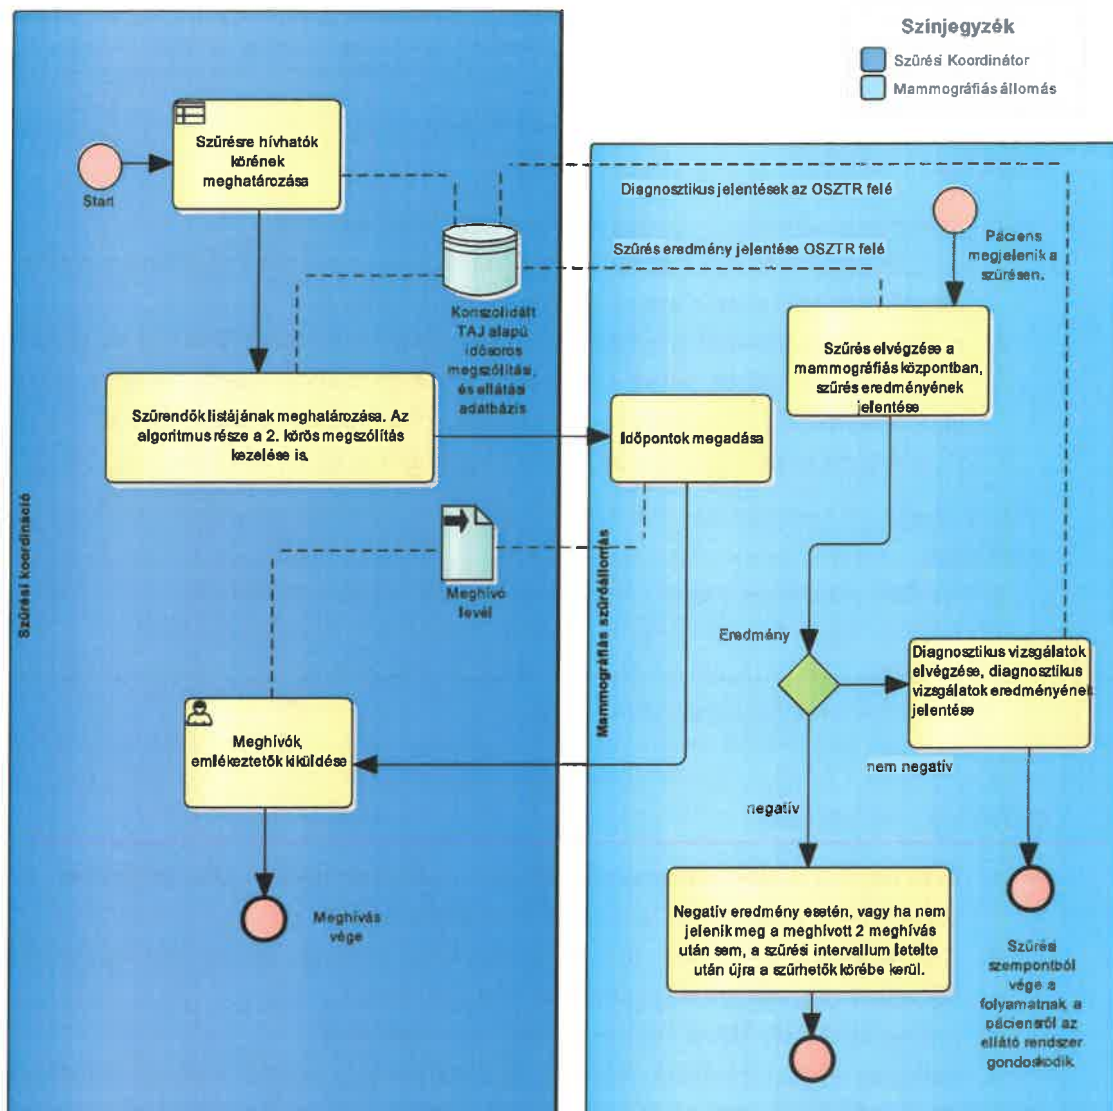 Színjegyzék
Szűrési Koordinátor
Mammográfiás állomás
Szűrésre hívhatók
körének
meghatározása
Start
Diagnosztikus jelentések az OSZTR felé
Páciens
megjelenik a
szűrésen.
Szűrés eredmény jelentése OSZTR felé
Konszolidált
TAJ alapú
idősoros
megszólítási,
és ellátási
adatbázis
Szűrés elvégzése a
mammográfiás központban,
szűrés eredményének
jelentése
Szűrendők listájának meghatározása. Az
algoritmus része a 2. körös megszólítás
kezelése is.
Időpontok megadása
Szűrési koordináció
Mammográfiás szűrőállomás
Meghívó
levél
Eredmény
Diagnosztikus vizsgálatok
elvégzése, diagnosztikus
vizsgálatok eredményének
jelentése
Meghívók,
emlékeztetők kiküldése
nem negatív
negatív
Meghívás
vége
Negatív eredmény esetén, vagy ha nem
jelenik meg a meghívott 2 meghívás
után sem, a szűrési intervallum letelte
után újra a szűrhetők körébe kerül.
Szűrési
szempontból
vége a
folyamatnak, a
páciensről az
ellátó rendszer
gondoskodik.